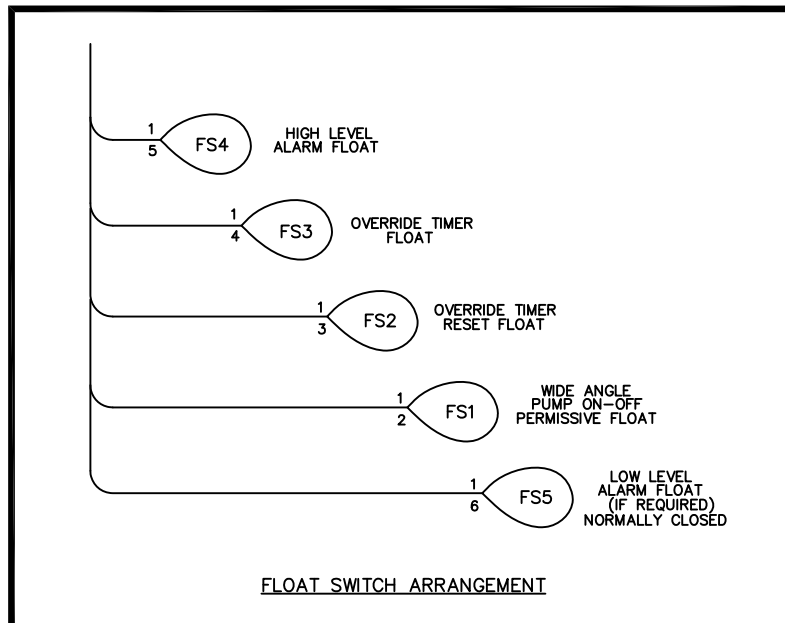 1
5
FS4
HIGH LEVEL
ALARM FLOAT
1
4
FS3
OVERRIDE TIMER
FLOAT
1
3
FS2
OVERRIDE TIMER
RESET FLOAT
1
2
FS1
WIDE ANGLE
PUMP ON-OFF
PERMISSIVE FLOAT
1
6
FS5
LOW LEVEL
ALARM FLOAT
(IF REQUIRED)
NORMALLY CLOSED
FLOAT SWITCH ARRANGEMENT